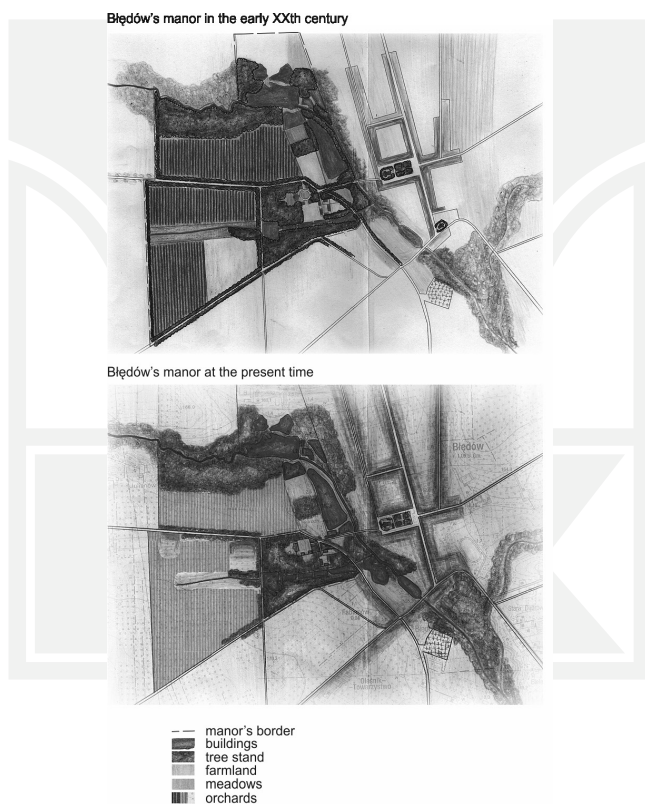 Błędów's manor in the early XXth century
Błędów's manor at the present time
Błędów
manor's border
buildings
tree stand
farmland
meadows
orchards